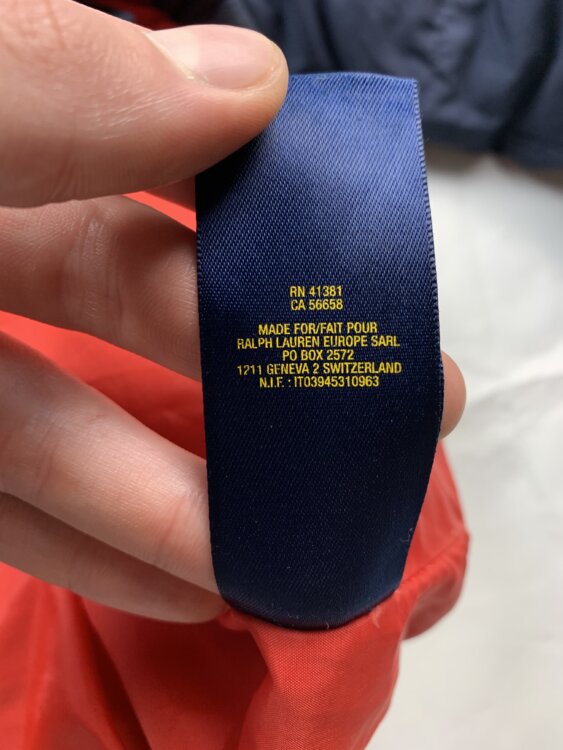 RN 41381
CA 56658
MADE FOR/FAIT POUR
RALPH LAUREN EUROPE SARL
PO BOX 2572
1211 GENEVA 2 SWITZERLAND
N.I.F. : IT03945310963